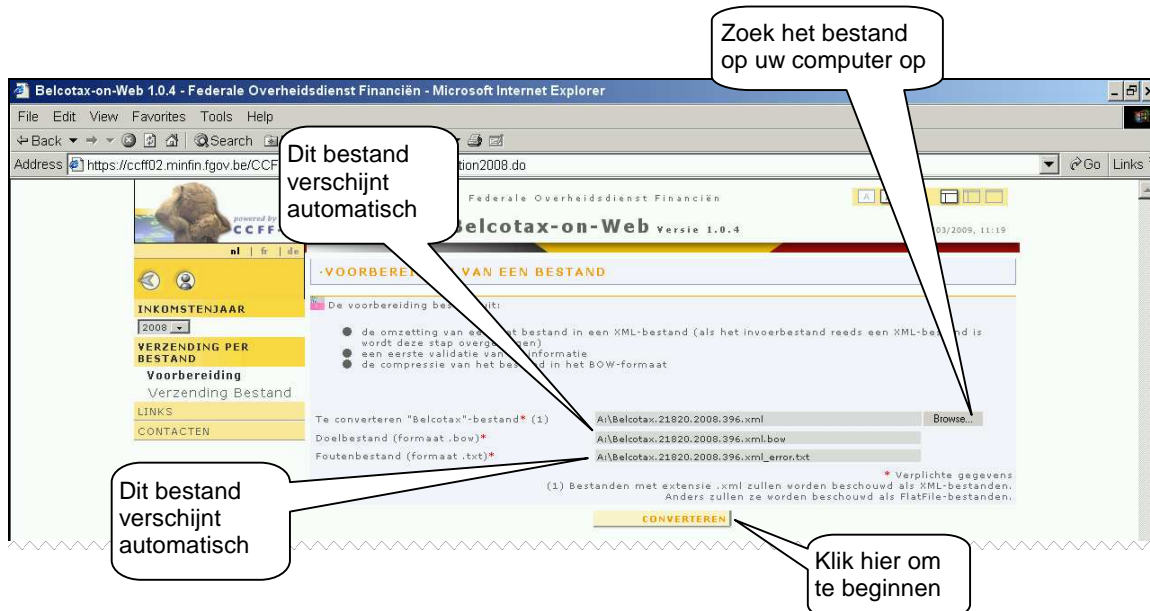 Zoek het bestand
op uw computer op
Belcotax-on-Web 1.0.4 - Federale Overheidsdienst Financiën - Microsoft Internet Explorer
File Edit View Favorites Tools Help
Back Search
Dit bestand
verschijnt
automatisch
Address https://ccff02.minfin.fgov.be/CCF tion2008.do Go Links
Federale Overheidsdienst Financiën
powered by
CCFF
Belcotax-on-Web Versie 1.0.4
03/2009, 11:19
nl | fr | de
VOORBEREI VAN EEN BESTAND
INKOMSTENJAAR
2008
VERZENDING PER
BESTAND
Voorbereiding
Verzending Bestand
LINKS
CONTACTEN
De voorbereiding bes uit:
de omzetting van ee at bestand in een XML-bestand (als het invoerbestand reeds een XML-bestand is
wordt deze stap overge en)
een eerste validatie van informatie
de compressie van het bestand in het BOW-formaat
Te converteren "Belcotax"-bestand* (1) A:\Belcotax.21820.2008.396.xml Browse...
Doelbestand (formaat .bow)* A:\Belcotax.21820.2008.396.xml.bow
Foutenbestand (formaat .txt)* A:\Belcotax.21820.2008.396.xml_error.txt
* Verplichte gegevens
(1) Bestanden met extensie .xml zullen worden beschouwd als XML-bestanden.
Anders zullen ze worden beschouwd als FlatFile-bestanden.
CONVERTEREN
Dit bestand
verschijnt
automatisch
Klik hier om
te beginnen